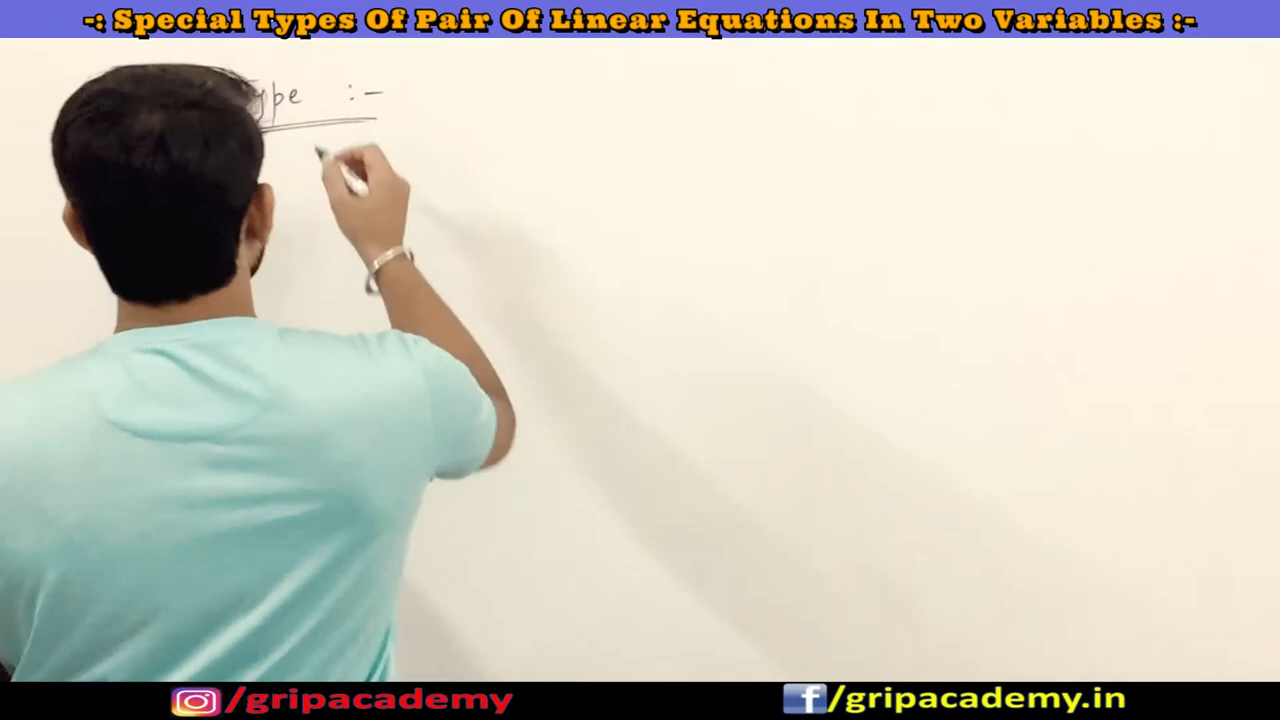 -: Special Types Of Pair Of Linear Equations In Two Variables :-
ype :-
/gripacademy
/gripacademy.in